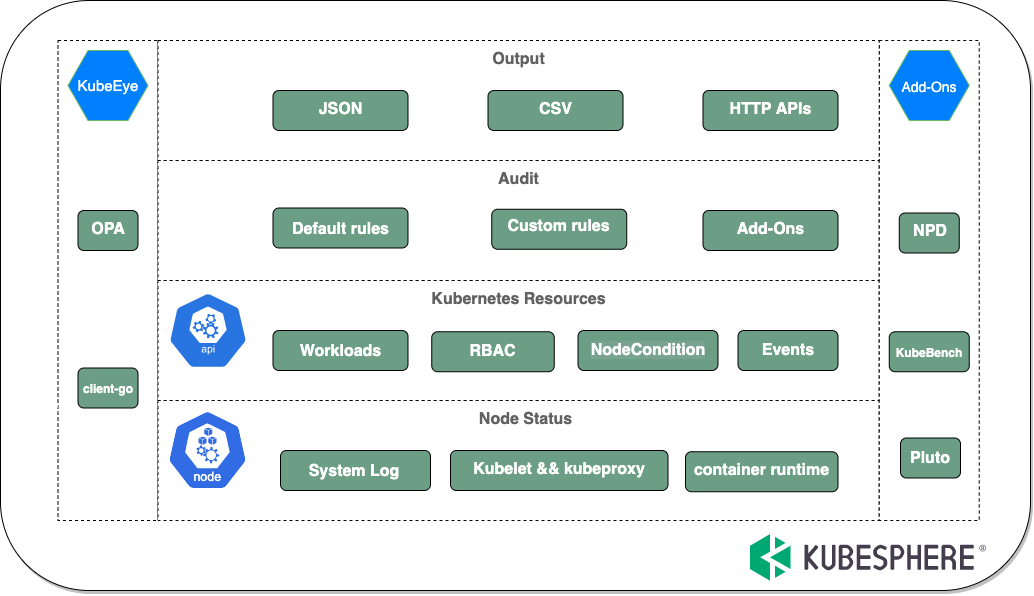 KubeEye
OPA
client-go
Output
JSON
CSV
HTTP APIs
Audit
Default rules
Custom rules
Add-Ons
Kubernetes Resources
api
Workloads
RBAC
NodeCondition
Events
Node Status
node
System Log
Kubelet && kubeproxy
container runtime
Add-Ons
NPD
KubeBench
Pluto
KUBESPHERE®